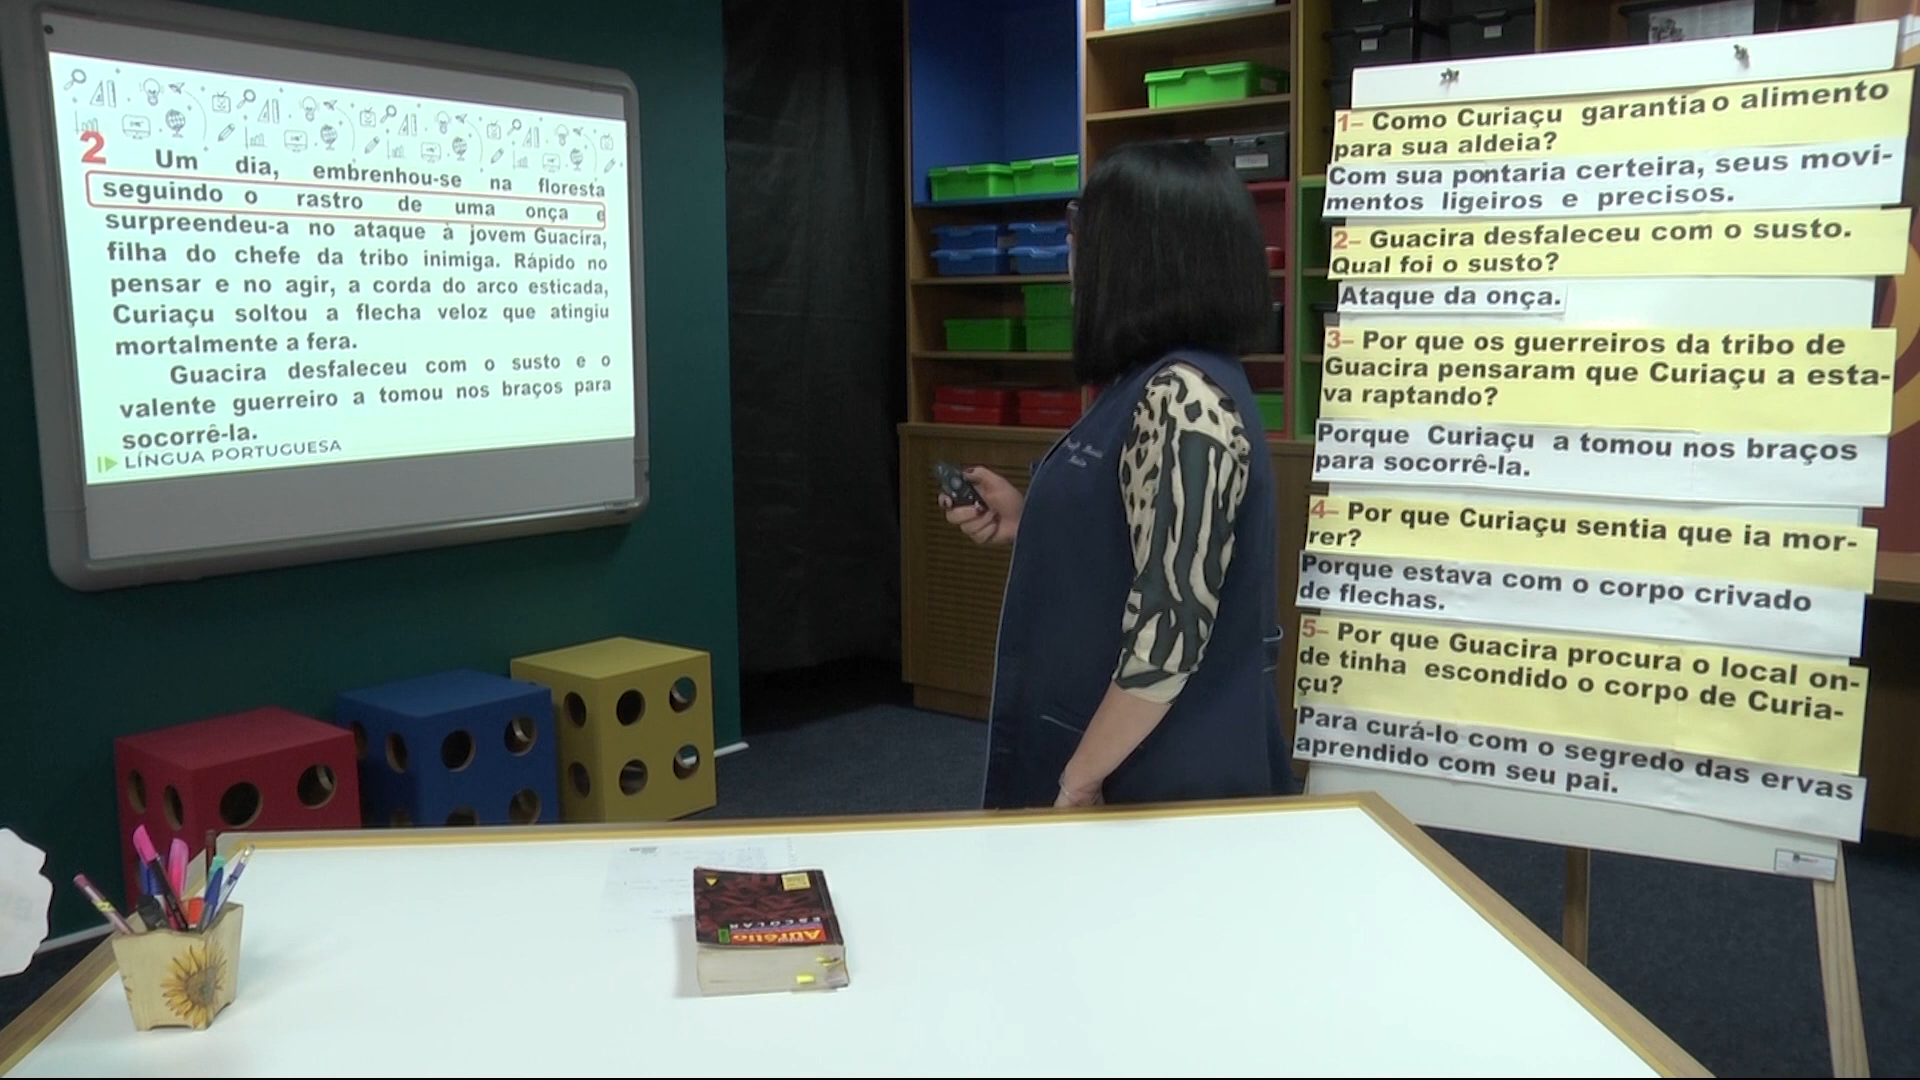 2
Um dia, embrenhou-se na floresta
seguindo o rastro de uma onça e
surpreendeu-a no ataque à jovem Guacira,
filha do chefe da tribo inimiga. Rápido no
pensar e no agir, a corda do arco esticada,
Curiaçu soltou a flecha veloz que atingiu
mortalmente a fera.
Guacira desfaleceu com o susto e o
valente guerreiro a tomou nos braços para
socorrê-la.
LÍNGUA PORTUGUESA
1– Como Curiaçu garantia o alimento
para sua aldeia?
Com sua pontaria certeira, seus movi-
mentos ligeiros e precisos.
2– Guacira desfaleceu com o susto.
Qual foi o susto?
Ataque da onça.
3– Por que os guerreiros da tribo de
Guacira pensaram que Curiaçu a esta-
va raptando?
Porque Curiaçu a tomou nos braços
para socorrê-la.
4– Por que Curiaçu sentia que ia mor-
rer?
Porque estava com o corpo crivado
de flechas.
5– Por que Guacira procura o local on-
de tinha escondido o corpo de Curia-
çu?
Para curá-lo com o segredo das ervas
aprendido com seu pai.
Aurélio
ESCOLAR